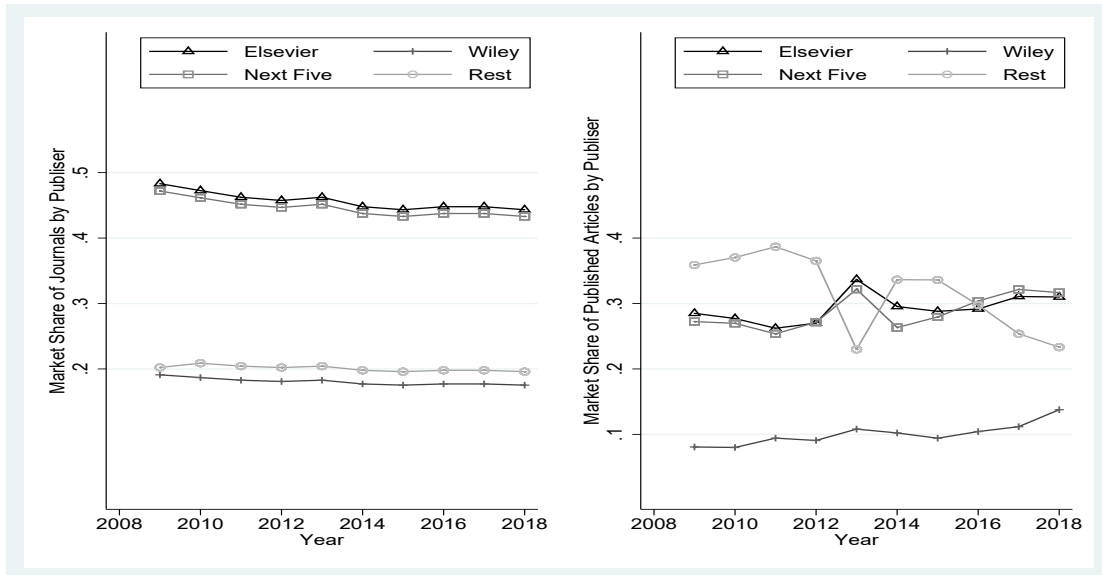 Elsevier Wiley
Next Five Rest
Market Share of Journals by Publiser
.5
.4
.3
.2
2008 2010 2012 2014 2016 2018
Year
Elsevier Wiley
Next Five Rest
Market Share of Published Articles by Publiser
.4
.3
.2
.1
2008 2010 2012 2014 2016 2018
Year